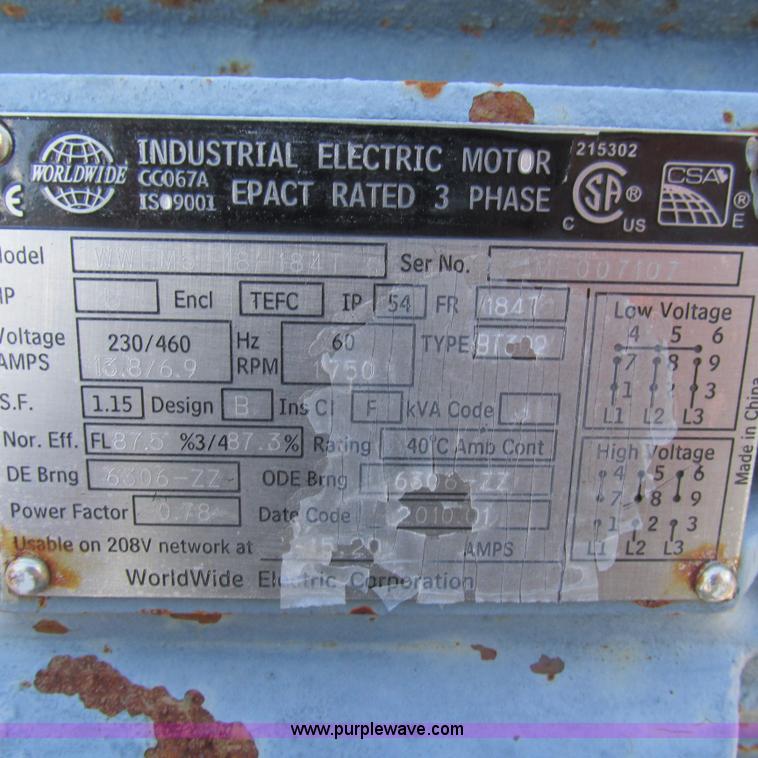 WORLDWIDE
INDUSTRIAL ELECTRIC MOTOR
CC067A
ISO9001
EPACT RATED 3 PHASE
CE
215302
CSA ®
C US
CSA ®
E
Model Ser No. 007107
HP Encl TEFC IP 54 FR 184T
Voltage 230/460 Hz 60 TYPE
AMPS 13.8/6.9 RPM 1750
S.F. 1.15 Design B Ins Cl F kVA Code
Nor. Eff. FL87.5 %3/487.3% Rating 40°C Amb Cont
DE Brng 6306-ZZ ODE Brng 6306-ZZ
Power Factor 0.78 Date Code 2010.01
Usable on 208V network at AMPS
WorldWide Electric Corporation
Low Voltage
4 5 6
7 8 9
1 2 3
L1 L2 L3
High Voltage
4 5 6
7 8 9
1 2 3
L1 L2 L3
Made in China
www.purplewave.com